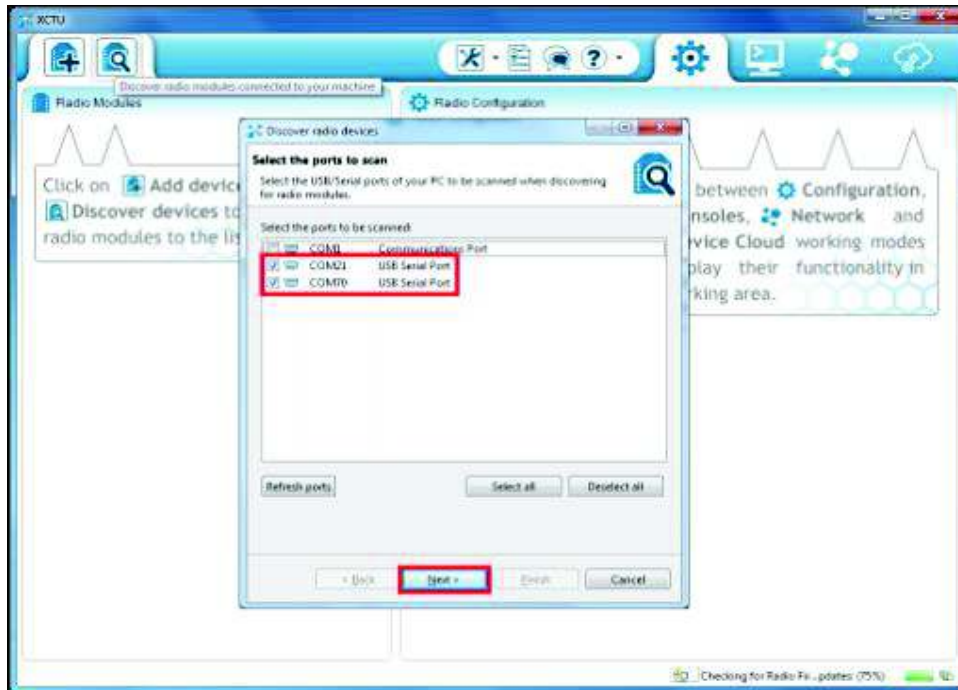 XCTU
Discover radio modules connected to your machine
Radio Modules
Radio Configuration
Click on Add device
Discover devices to
radio modules to the lis
Discover radio devices
Select the ports to scan
Select the USB/Serial ports of your PC to be scanned when discovering
for radio modules.
Select the ports to be scanned:
COM1 Communications Port
COM21 USB Serial Port
COM70 USB Serial Port
Refresh ports
Select all
Deselect all
< Back
Next >
Finish
Cancel
between Configuration,
nsoles, Network and
vice Cloud working modes
play their functionality in
rking area.
Checking for Radio Fir...pdates: (75%)